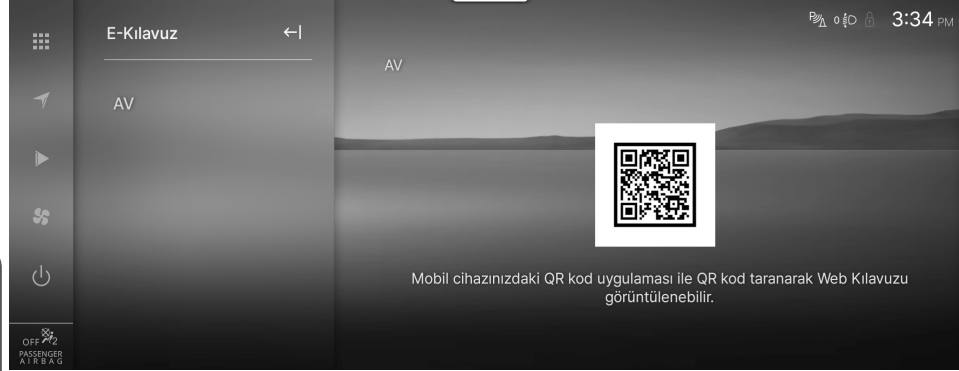 E-Kılavuz
3:34 PM
AV
AV
Mobil cihazınızdaki QR kod uygulaması ile QR kod taranarak Web Kılavuzu
görüntülenebilir.
OFF 2
PASSENGER
AIRBAG